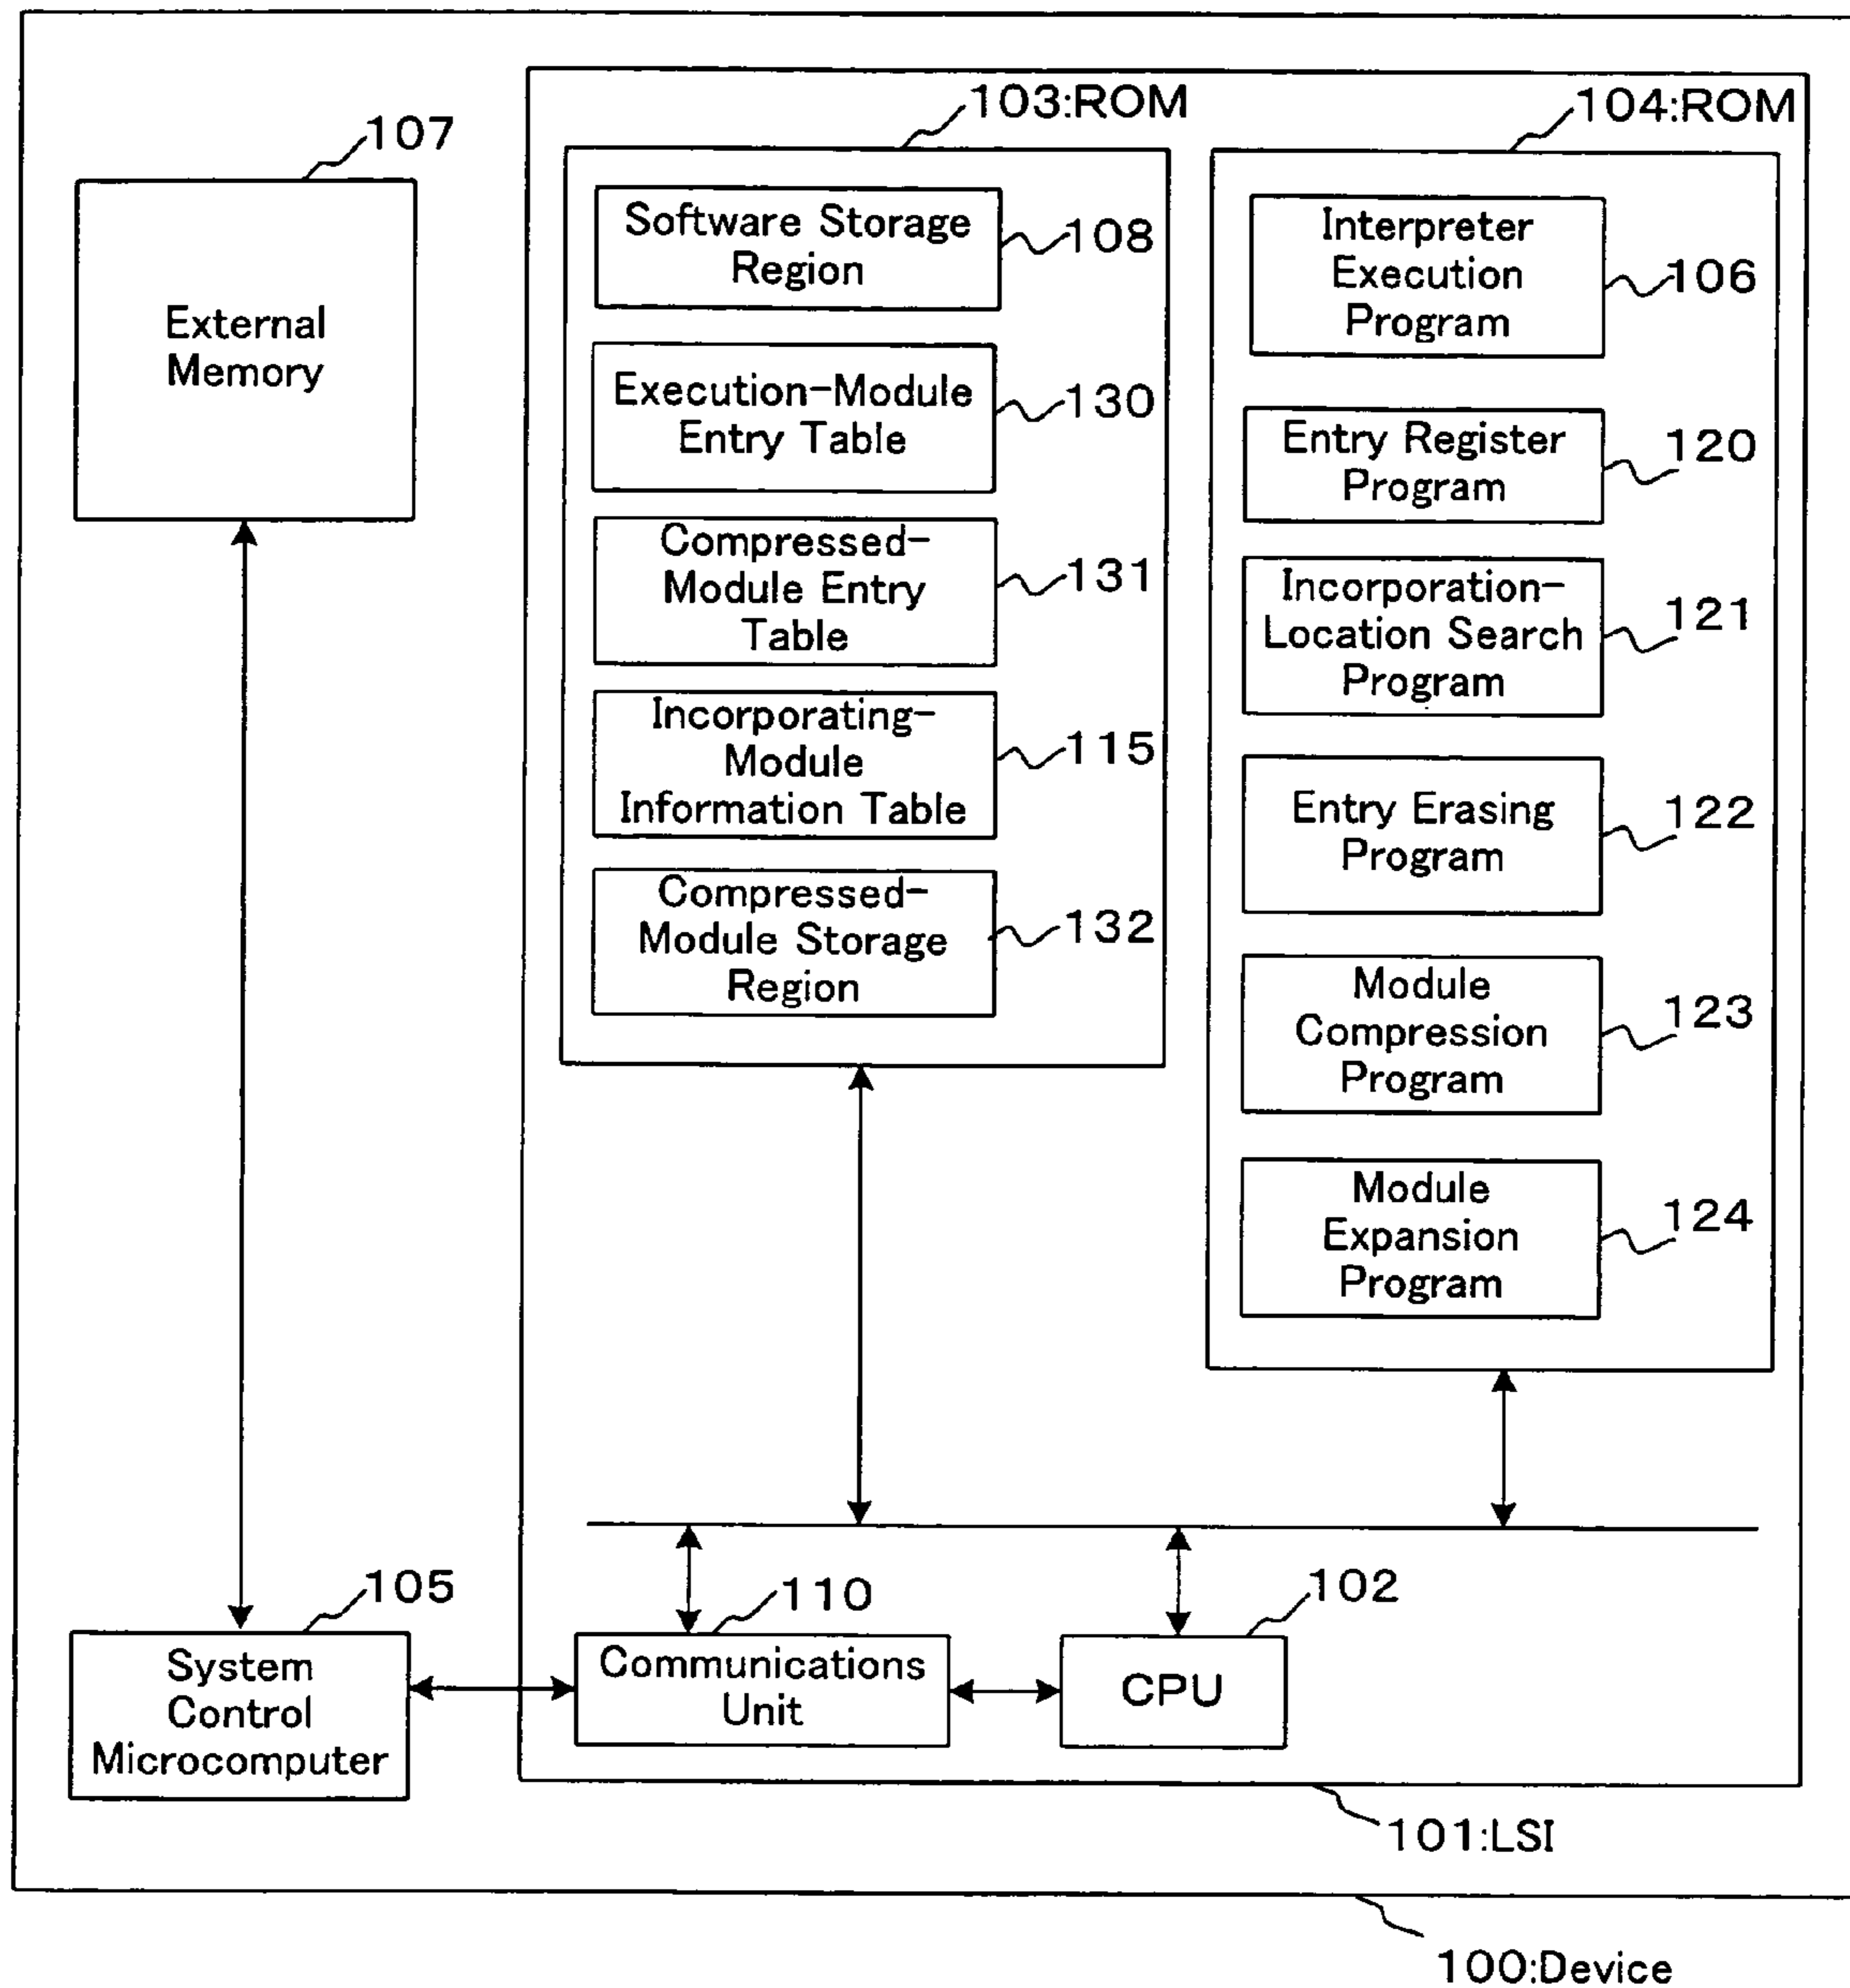 107
External
Memory
103:ROM
Software Storage
Region
108
Execution-Module
Entry Table
130
Compressed-
Module Entry
Table
131
Incorporating-
Module
Information Table
115
Compressed-
Module Storage
Region
132
104:ROM
Interpreter
Execution
Program
106
Entry Register
Program
120
Incorporation-
Location Search
Program
121
Entry Erasing
Program
122
Module
Compression
Program
123
Module
Expansion
Program
124
105
System
Control
Microcomputer
110
Communications
Unit
102
CPU
101:LSI
100:Device